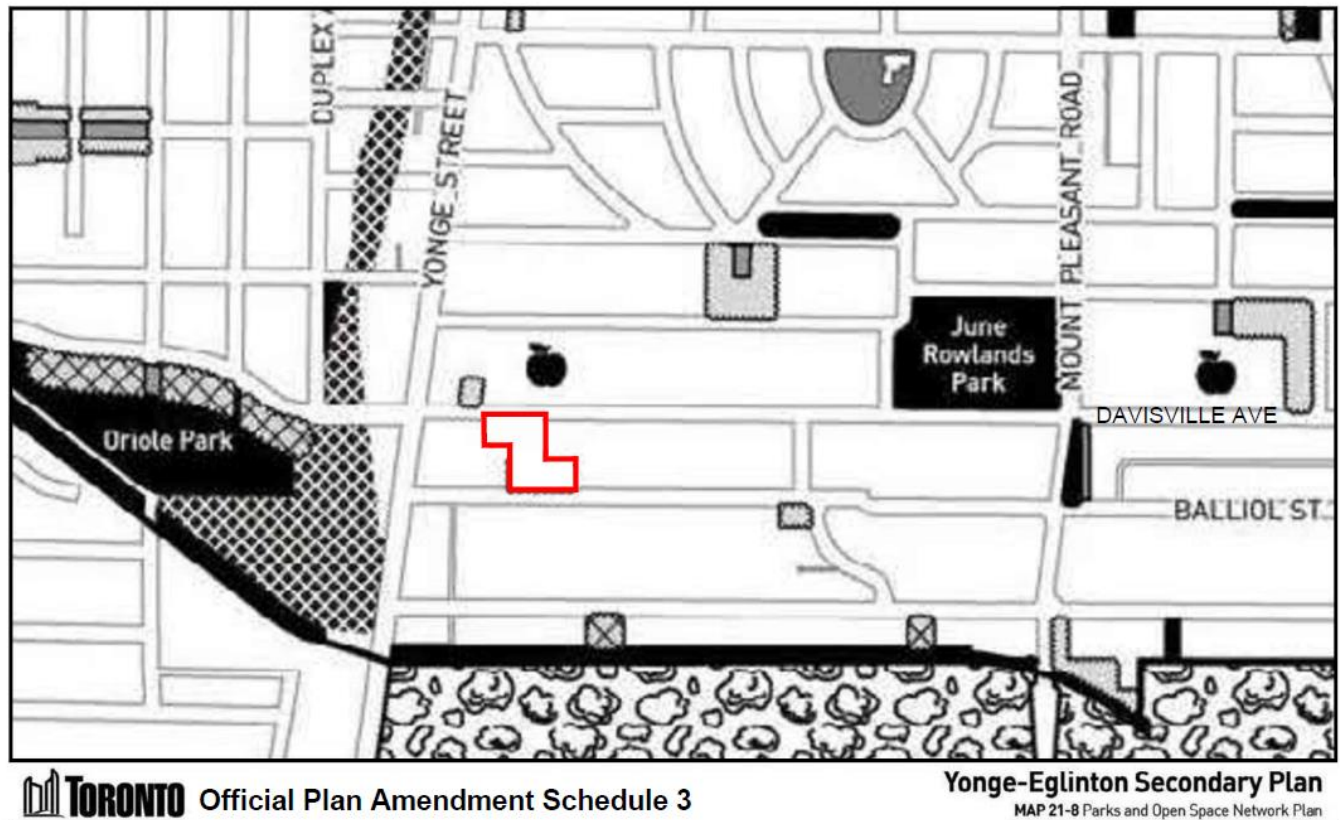 DUPLEX
YONGE STREET
MOUNT PLEASANT ROAD
June
Rowlands
Park
DAVISVILLE AVE
Oriole Park
BALLIOL ST
TORONTO Official Plan Amendment Schedule 3
Yonge-Eglinton Secondary Plan
MAP 21-8 Parks and Open Space Network Plan